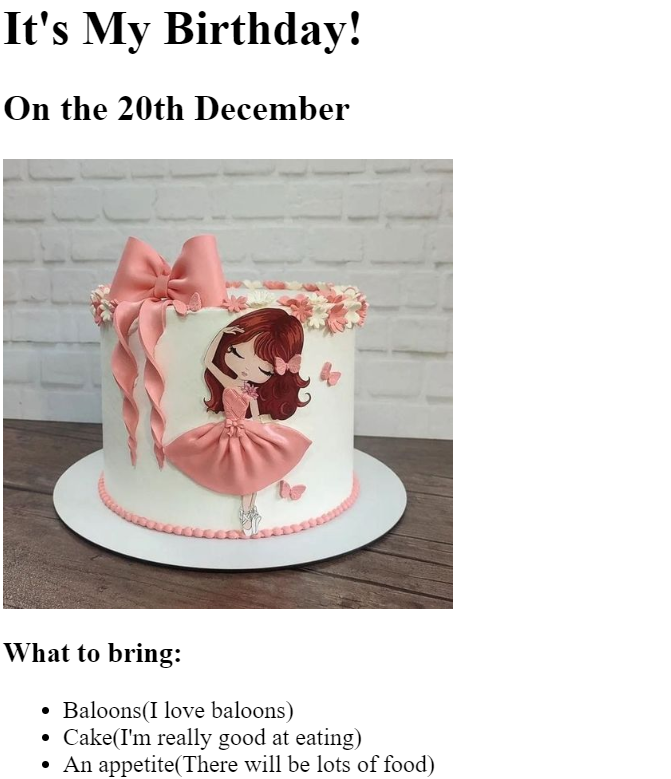 It's My Birthday!
On the 20th December
What to bring:
Baloons(I love baloons)
Cake(I'm really good at eating)
An appetite(There will be lots of food)